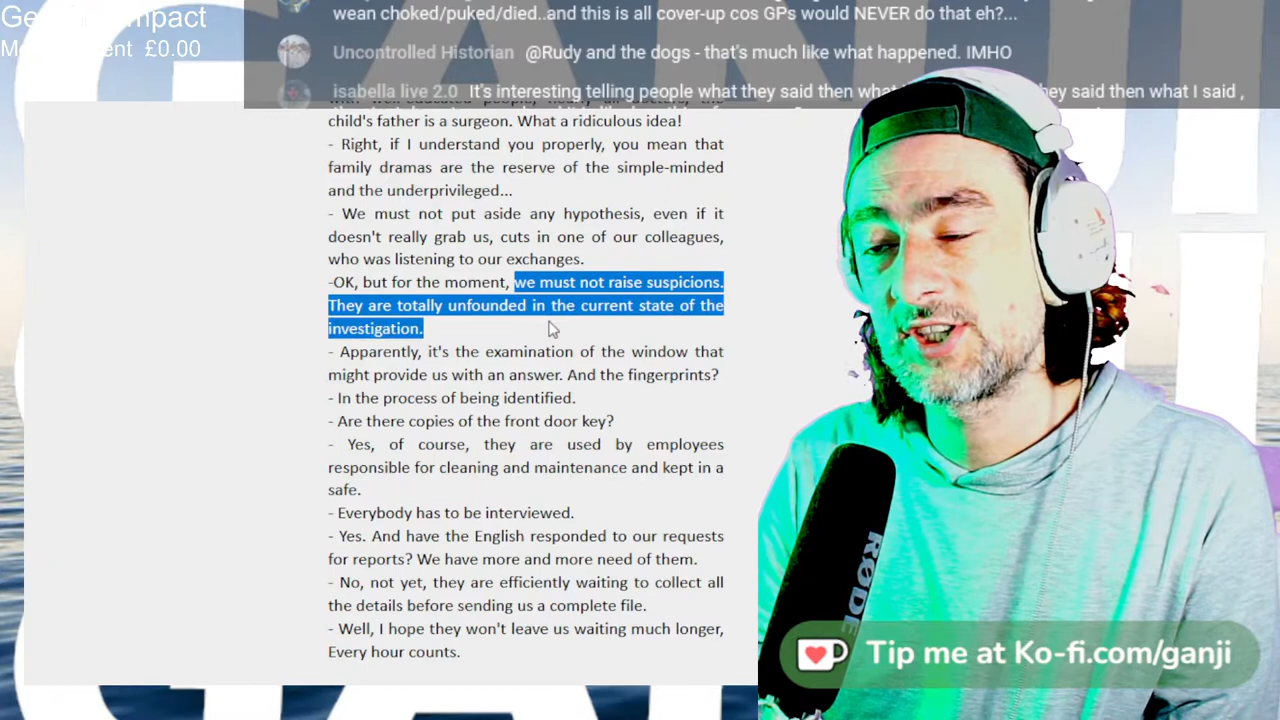 Ge Impact
M nt £0.00
wean choked/puked/died..and this is all cover-up cos GPs would NEVER do that eh?...
Uncontrolled Historian @Rudy and the dogs - that's much like what happened. IMHO
isabella live 2.0 It's interesting telling people what they said then what they said then what I said ,
child's father is a surgeon. What a ridiculous idea!
- Right, if I understand you properly, you mean that
family dramas are the reserve of the simple-minded
and the underprivileged...
- We must not put aside any hypothesis, even if it
doesn't really grab us, cuts in one of our colleagues,
who was listening to our exchanges.
-OK, but for the moment, we must not raise suspicions.
They are totally unfounded in the current state of the
investigation.
- Apparently, it's the examination of the window that
might provide us with an answer. And the fingerprints?
- In the process of being identified.
- Are there copies of the front door key?
- Yes, of course, they are used by employees
responsible for cleaning and maintenance and kept in a
safe.
- Everybody has to be interviewed.
- Yes. And have the English responded to our requests
for reports? We have more and more need of them.
- No, not yet, they are efficiently waiting to collect all
the details before sending us a complete file.
- Well, I hope they won't leave us waiting much longer,
Every hour counts.
RØDE
Tip me at Ko-fi.com/ganji